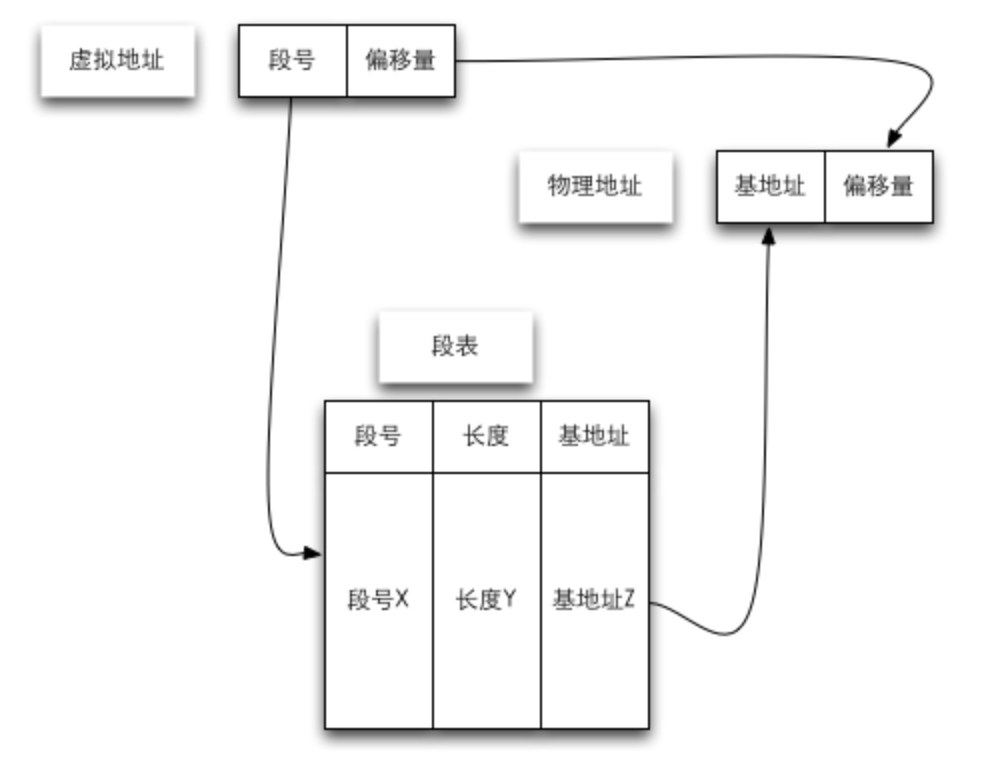 虚拟地址
段号 偏移量
物理地址
基地址 偏移量
段表
段号 长度 基地址
段号X 长度Y 基地址Z